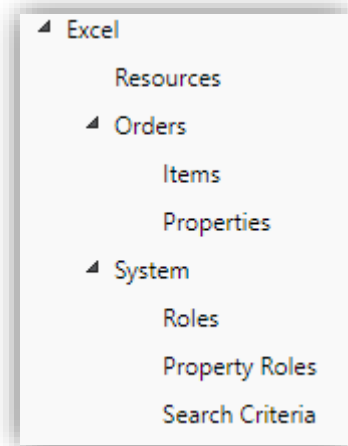 Excel
Resources
Orders
Items
Properties
System
Roles
Property Roles
Search Criteria